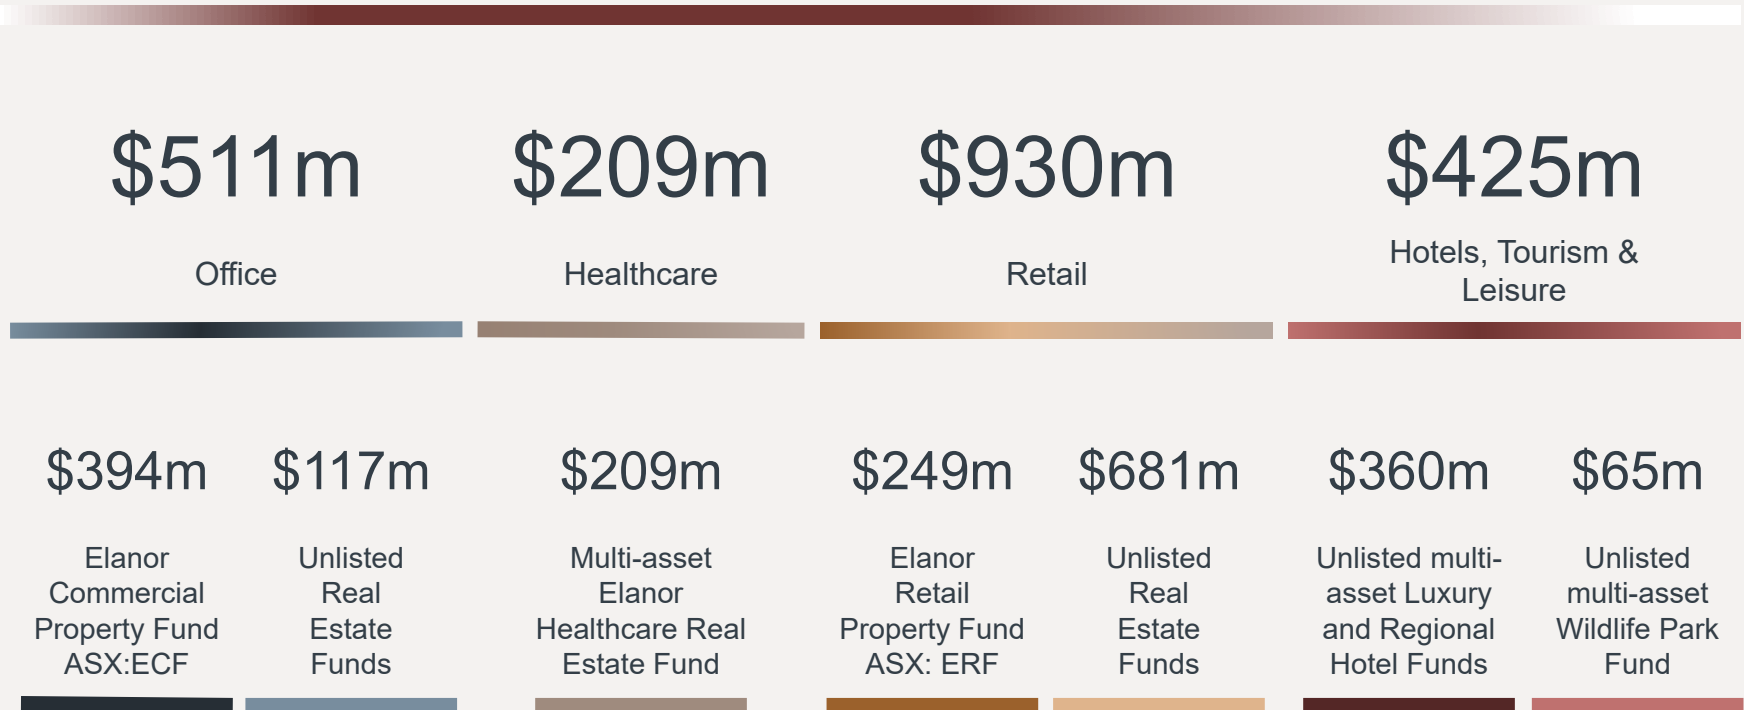 $511m
Office
$209m
Healthcare
$930m
Retail
$425m
Hotels, Tourism &
Leisure
$394m
Elanor
Commercial
Property Fund
ASX:ECF
$117m
Unlisted
Real
Estate
Funds
$209m
Multi-asset
Elanor
Healthcare Real
Estate Fund
$249m
Elanor
Retail
Property Fund
ASX: ERF
$681m
Unlisted
Real
Estate
Funds
$360m
Unlisted multi-
asset Luxury
and Regional
Hotel Funds
$65m
Unlisted
multi-asset
Wildlife Park
Fund